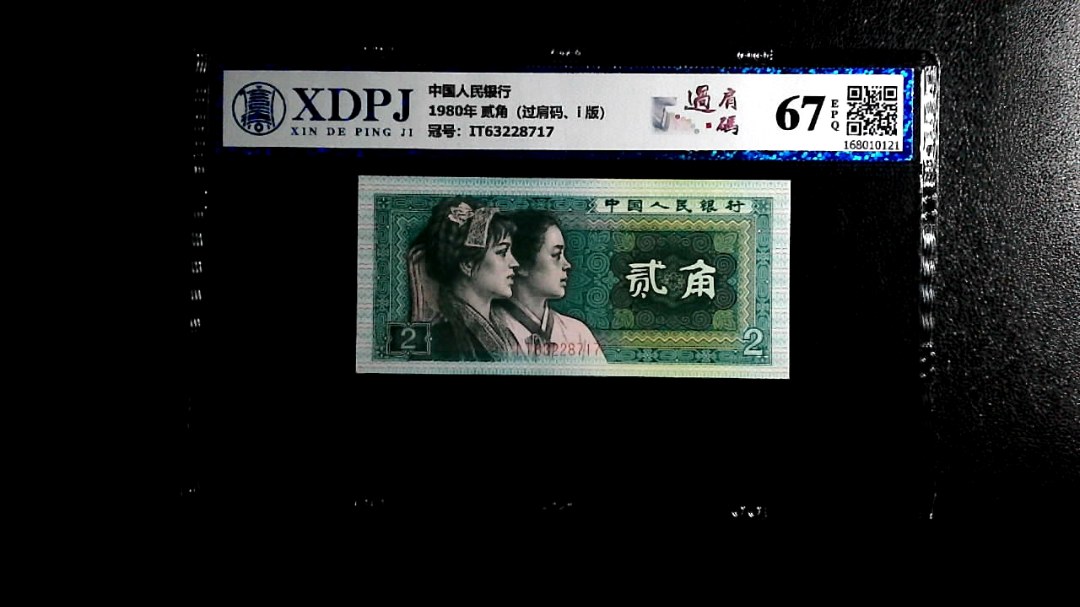 XDPJ
XIN DE PING JI
中国人民银行
1980年 贰角（过肩码、i 版）
冠号：IT63228717
過肩碼
67 EPQ
168010121
中国人民银行
贰角
2
IT63228717
2